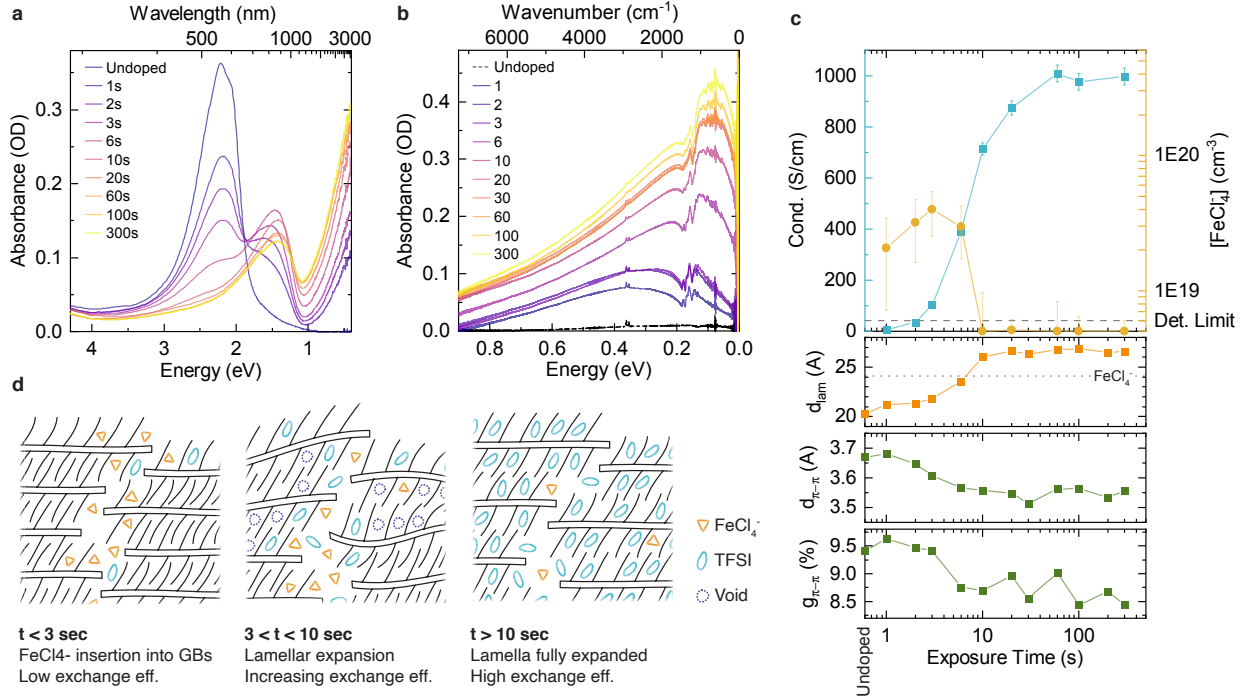 a
Wavelength (nm)
500
1000
3000
Undoped
1s
2s
3s
6s
10s
20s
60s
100s
300s
0.3
0.2
0.1
0.0
Absorbance (OD)
4
3
2
1
Energy (eV)
b
Wavenumber (cm-1)
6000
4500
3000
1500
0
Undoped
1
2
3
6
10
20
30
60
100
300
0.4
0.3
0.2
0.1
0.0
Absorbance (OD)
0.8
0.6
0.4
0.2
0.0
Energy (eV)
c
1000
800
600
400
200
0
Cond. (S/cm)
1E20
1E19
Det. Limit
[FeCl4-] (cm-3)
25
20
dlam (A)
FeCl4-
3.7
3.6
3.5
dπ-π (A)
9.5
9.0
8.5
gπ-π (%)
Undoped
1
10
100
Exposure Time (s)
d
FeCl4-
TFSI
Void
t < 3 sec
FeCl4- insertion into GBs
Low exchange eff.
3 < t < 10 sec
Lamellar expansion
Increasing exchange eff.
t > 10 sec
Lamella fully expanded
High exchange eff.